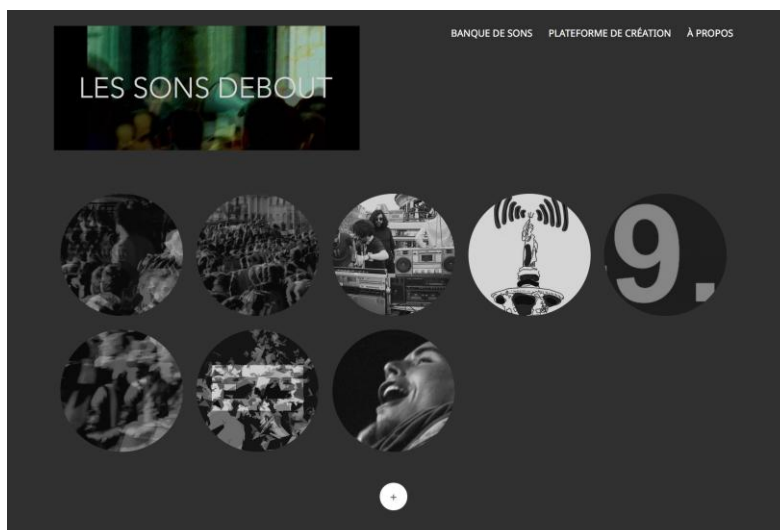 LES SONS DEBOUT
BANQUE DE SONS PLATEFORME DE CRÉATION À PROPOS
9.
+